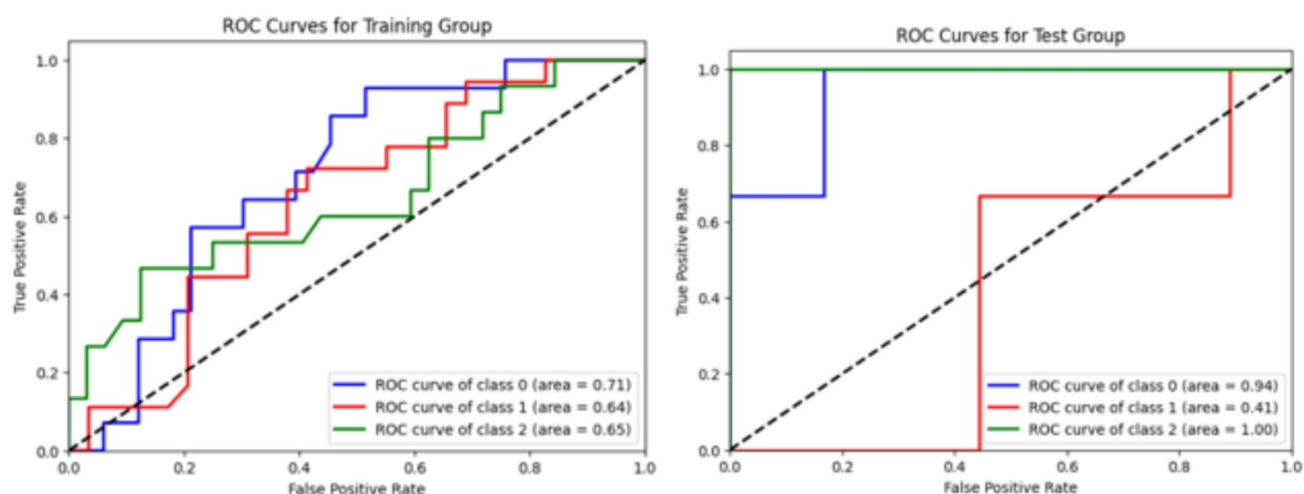 ROC Curves for Training Group
True Positive Rate
1.0
0.8
0.6
0.4
0.2
0.0
ROC curve of class 0 (area = 0.71)
ROC curve of class 1 (area = 0.64)
ROC curve of class 2 (area = 0.65)
0.0 0.2 0.4 0.6 0.8 1.0
False Positive Rate
ROC Curves for Test Group
True Positive Rate
1.0
0.8
0.6
0.4
0.2
0.0
ROC curve of class 0 (area = 0.94)
ROC curve of class 1 (area = 0.41)
ROC curve of class 2 (area = 1.00)
0.0 0.2 0.4 0.6 0.8 1.0
False Positive Rate